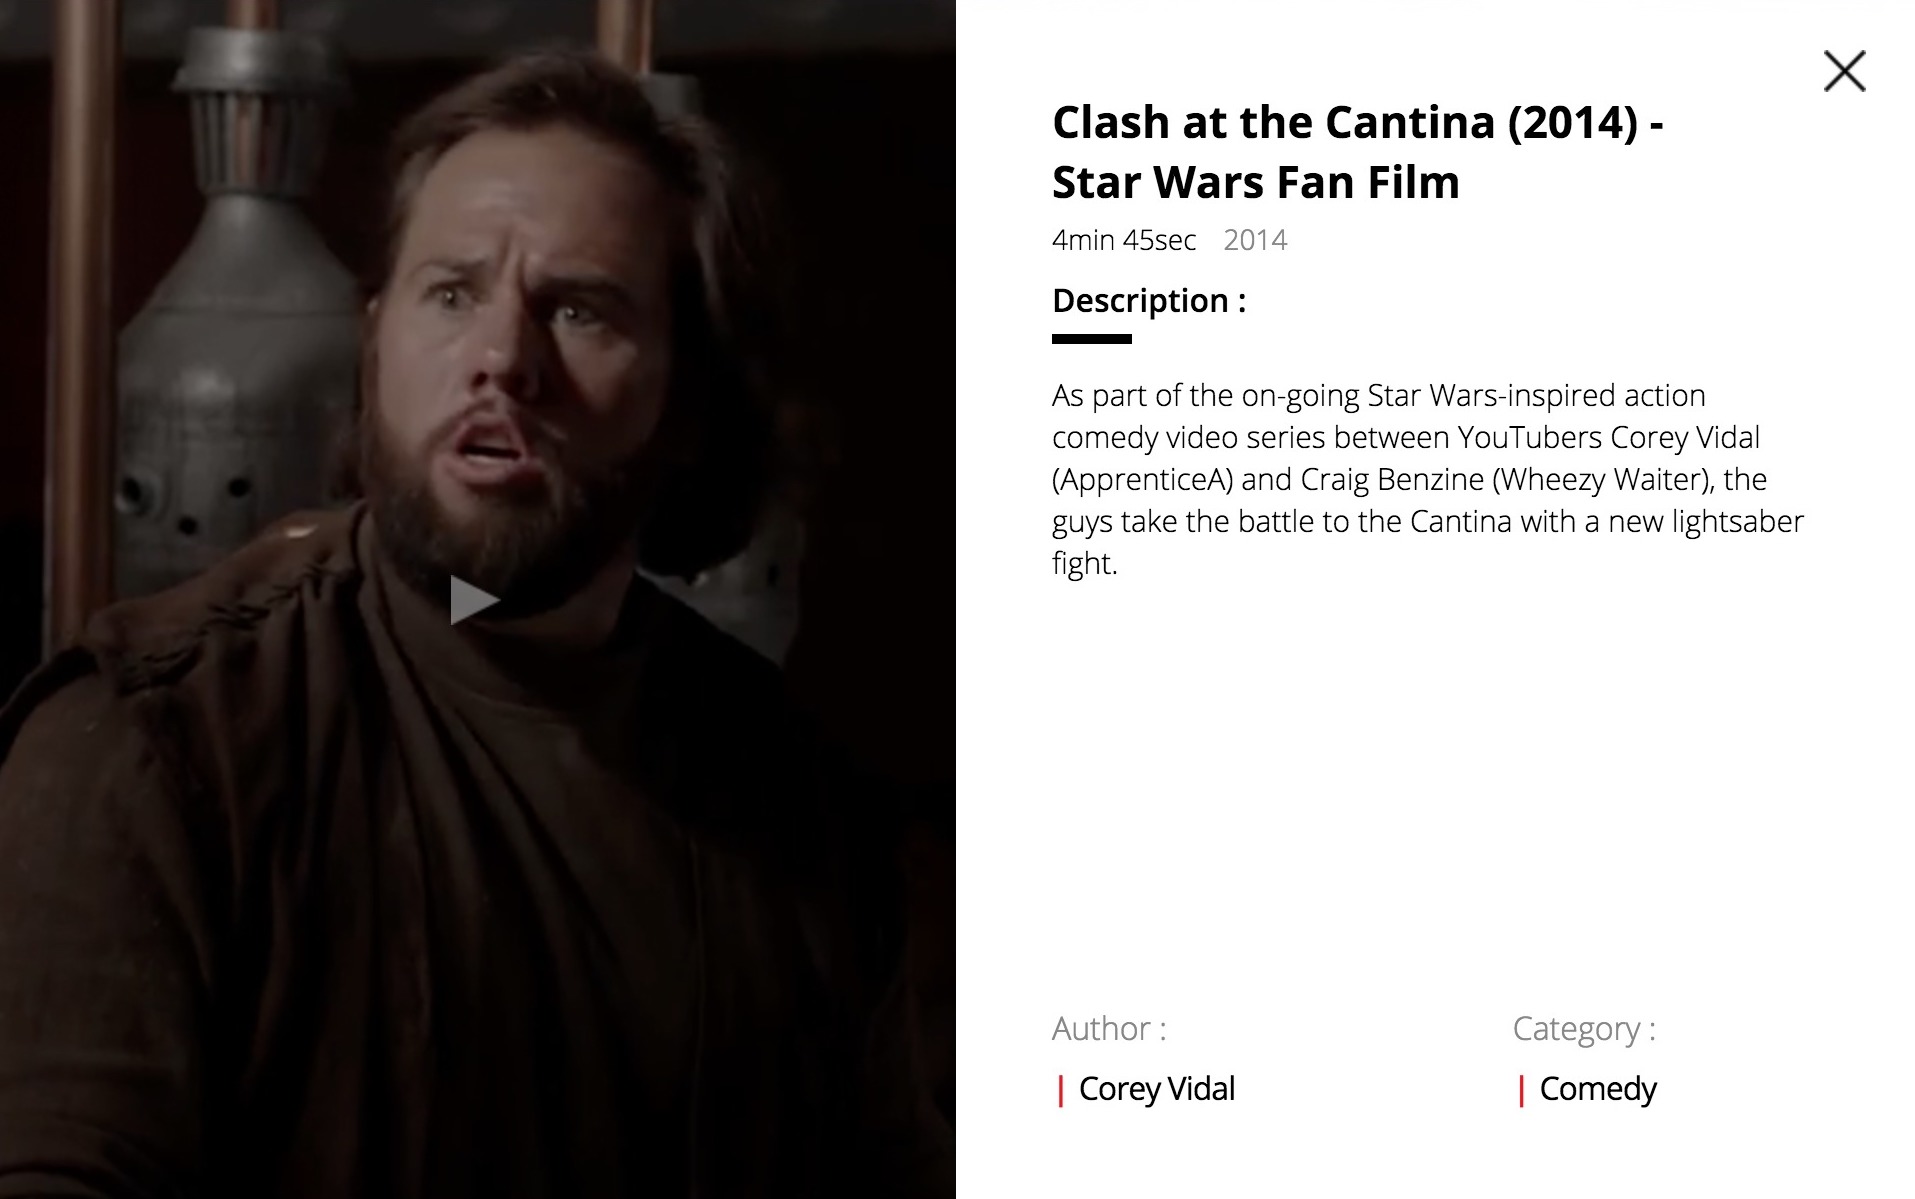 Clash at the Cantina (2014) -
Star Wars Fan Film
4min 45sec 2014
Description :
As part of the on-going Star Wars-inspired action
comedy video series between YouTubers Corey Vidal
(ApprenticeA) and Craig Benzine (Wheezy Waiter), the
guys take the battle to the Cantina with a new lightsaber
fight.
Author :
Category :
| Corey Vidal
| Comedy